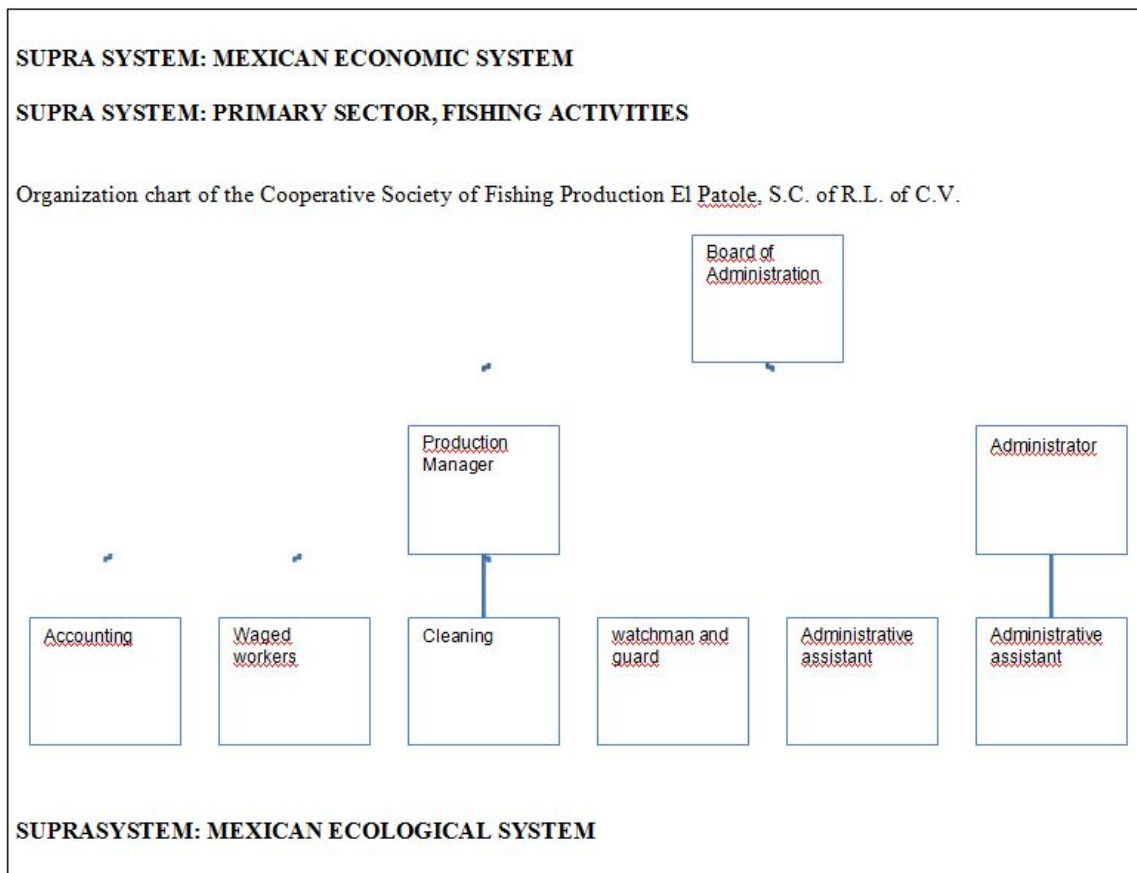 SUPRA SYSTEM: MEXICAN ECONOMIC SYSTEM
SUPRA SYSTEM: PRIMARY SECTOR, FISHING ACTIVITIES
Organization chart of the Cooperative Society of Fishing Production El Patole, S.C. of R.L. of C.V.
Board of
Administration
Production
Manager
Administrator
Accounting
Waged
workers
Cleaning
watchman and
guard
Administrative
assistant
Administrative
assistant
SUPRASYSTEM: MEXICAN ECOLOGICAL SYSTEM